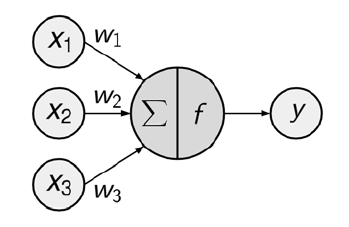 x₁ w₁
x₂ w₂ Σ f y
x₃ w₃